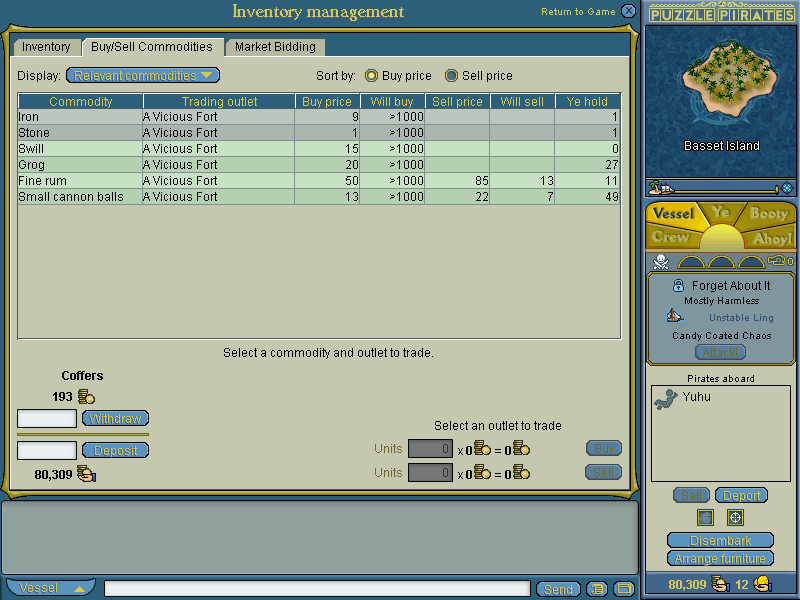 Inventory management
Return to Game
PUZZLE PIRATES
Inventory
Buy/Sell Commodities
Market Bidding
Display: Relevant commodities
Sort by: Buy price Sell price
Commodity Trading outlet Buy price Will buy Sell price Will sell Ye hold
Iron A Vicious Fort 9 >1000 1
Stone A Vicious Fort 1 >1000 1
Swill A Vicious Fort 15 >1000 0
Grog A Vicious Fort 20 >1000 27
Fine rum A Vicious Fort 50 >1000 85 13 11
Small cannon balls A Vicious Fort 13 >1000 22 7 49
Select a commodity and outlet to trade.
Coffers
193
Withdraw
Deposit
80,309
Select an outlet to trade
Units 0 x 0 = 0 Buy
Units 0 x 0 = 0 Sell
Vessel
Send
Basset Island
Vessel Ye Booty
Crew Ahoy!
0
Forget About It
Mostly Harmless
Unstable Ling
Candy Coated Chaos
Attack!
Pirates aboard
Yuhu
Sail Deport
Disembark
Arrange furniture
80,309 12